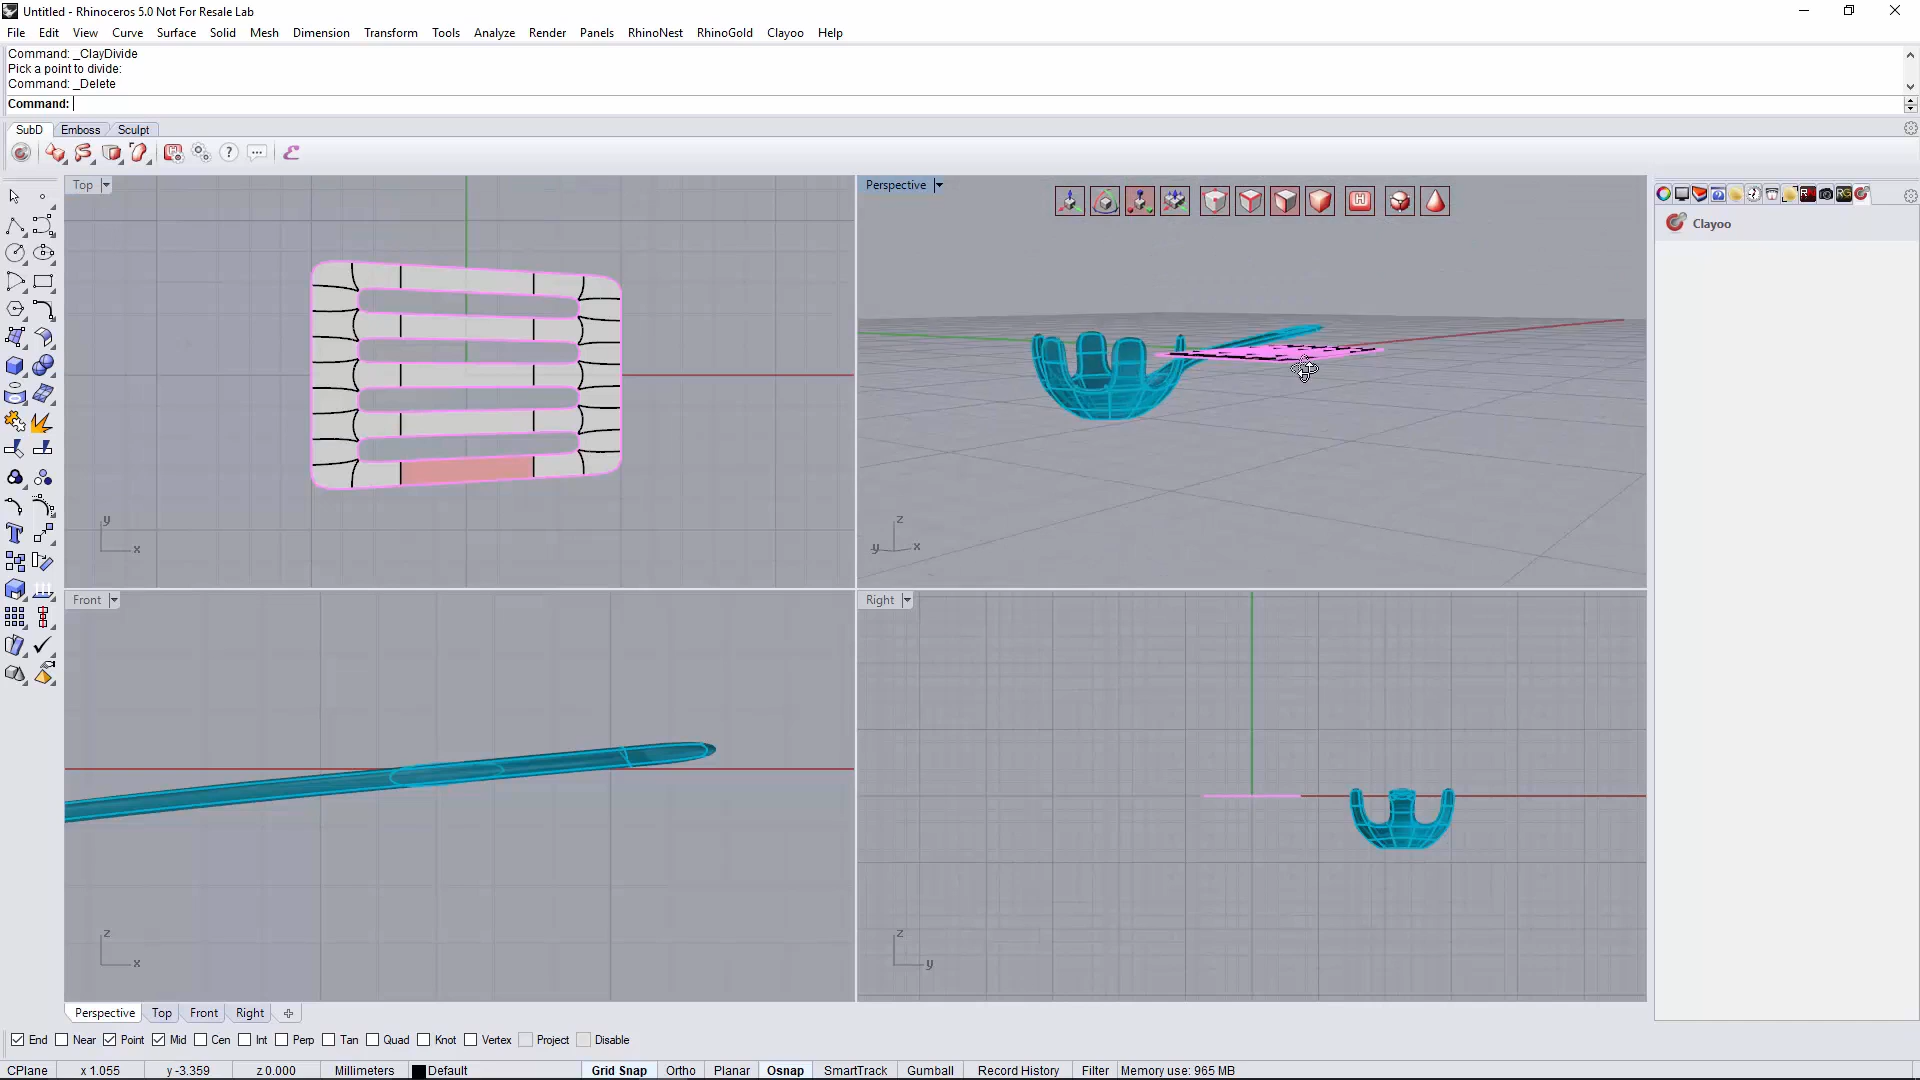 Untitled - Rhinoceros 5.0 Not For Resale Lab
File Edit View Curve Surface Solid Mesh Dimension Transform Tools Analyze Render Panels RhinoNest RhinoGold Clayoo Help
Command: _ClayDivide
Pick a point to divide:
Command: _Delete
Command:
SubD Emboss Sculpt
Top
Perspective
Clayoo
y
x
z
y x
Front
Right
z
x
z
y
Perspective Top Front Right
End Near Point Mid Cen Int Perp Tan Quad Knot Vertex Project Disable
CPlane x 1.055 y -3.359 z 0.000 Millimeters Default Grid Snap Ortho Planar Osnap SmartTrack Gumball Record History Filter Memory use: 965 MB